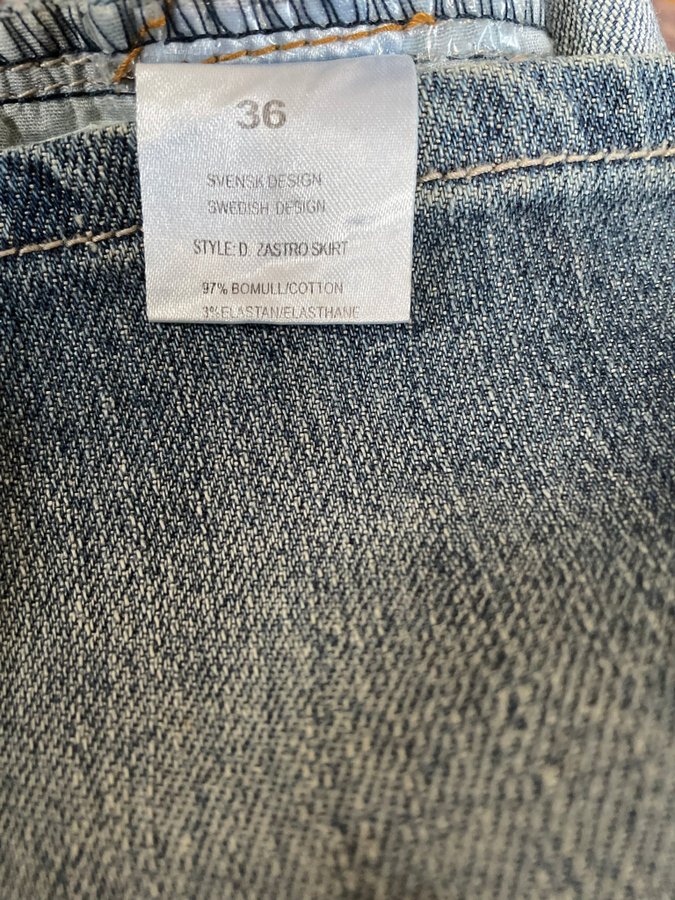 36
SVENSK DESIGN
SWEDISH DESIGN
STYLE: D. ZASTRO SKIRT
97% BOMULL/COTTON
3% ELASTAN/ELASTHANE